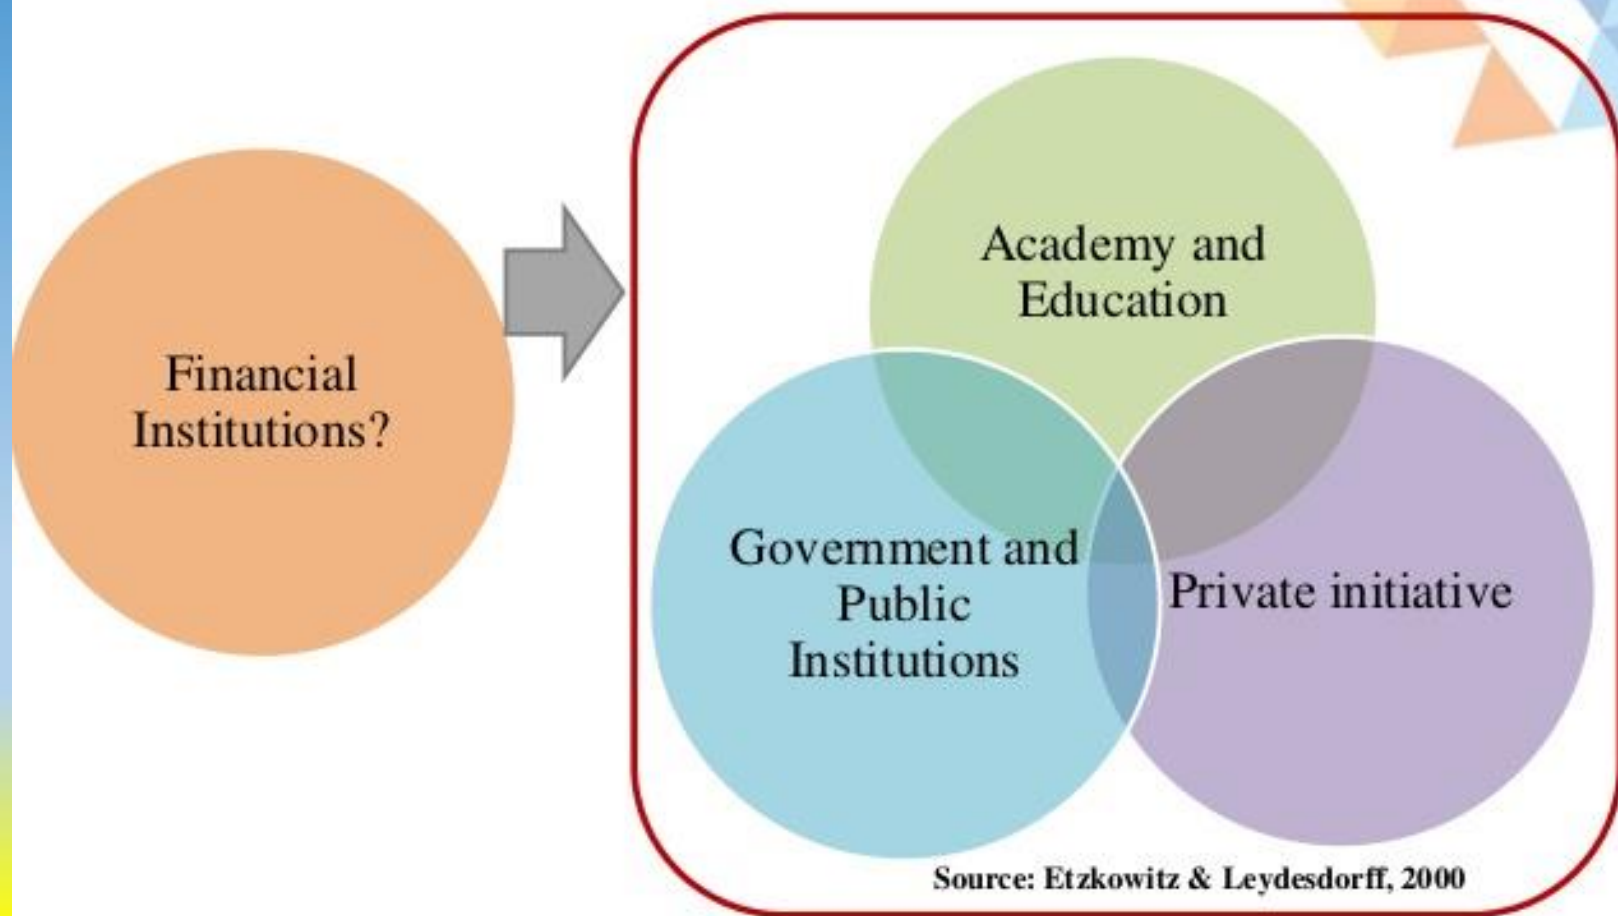 Financial
Institutions?
Academy and
Education
Government and
Public
Institutions
Private initiative
Source: Etzkowitz & Leydesdorff, 2000